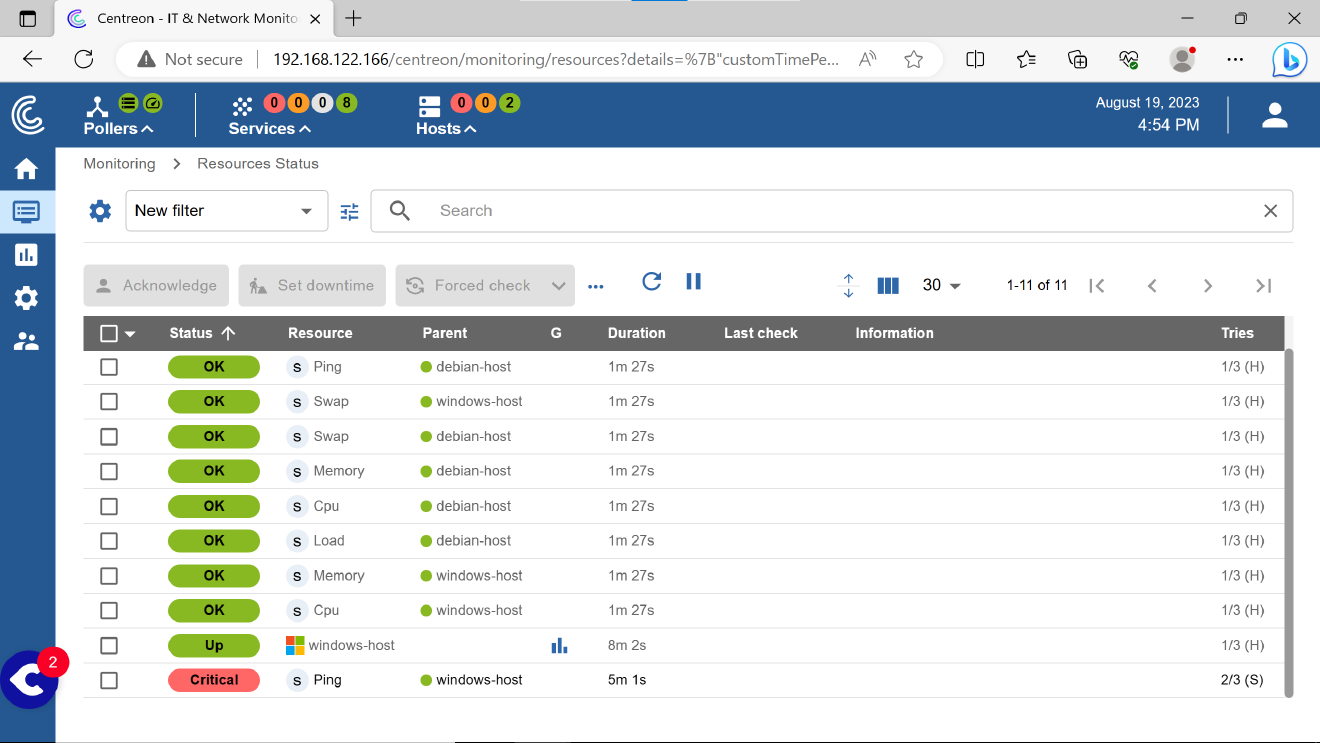 Centreon - IT & Network Monito
Not secure 192.168.122.166/centreon/monitoring/resources?details=%7B"customTimePe...
Pollers
0 0 0 8
Services
0 0 2
Hosts
August 19, 2023
4:54 PM
Monitoring > Resources Status
New filter Search
Acknowledge Set downtime Forced check ... 30 1-11 of 11
Status Resource Parent G Duration Last check Information Tries
OK S Ping debian-host 1m 27s 1/3 (H)
OK S Swap windows-host 1m 27s 1/3 (H)
OK S Swap debian-host 1m 27s 1/3 (H)
OK S Memory debian-host 1m 27s 1/3 (H)
OK S Cpu debian-host 1m 27s 1/3 (H)
OK S Load debian-host 1m 27s 1/3 (H)
OK S Memory windows-host 1m 27s 1/3 (H)
OK S Cpu windows-host 1m 27s 1/3 (H)
Up windows-host 8m 2s 1/3 (H)
Critical S Ping windows-host 5m 1s 2/3 (S)
2